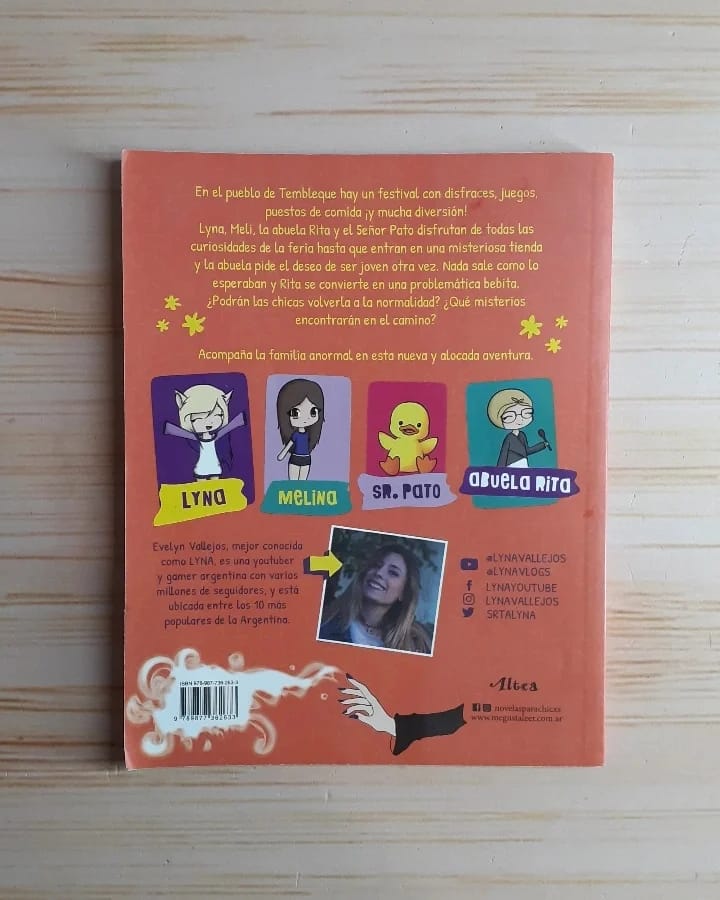 En el pueblo de Tembleque hay un festival con disfraces, juegos,
puestos de comida ¡y mucha diversión!
Lyna, Meli, la abuela Rita y el Señor Pato disfrutan de todas las
curiosidades de la feria hasta que entran en una misteriosa tienda
y la abuela pide el deseo de ser joven otra vez. Nada sale como lo
esperaban y Rita se convierte en una problemática bebita.
¿Podrán las chicas volverla a la normalidad? ¿Qué misterios
encontrarán en el camino?
Acompaña la familia anormal en esta nueva y alocada aventura.
LYNA
MELINA
SR. PATO
ABUELA RITA
Evelyn Vallejos, mejor conocida
como LYNA, es una youtuber
y gamer argentina con varios
millones de seguidores, y está
ubicada entre los 10 más
populares de la Argentina.
@LYNAVALLEJOS
@LYNAVLOGS
LYNAYOUTUBE
LYNAVALLEJOS
SRTALYNA
ISBN 978-987-736-263-3
9 789877 362633
Altea
novelasparachicxs
www.megustaleer.com.ar